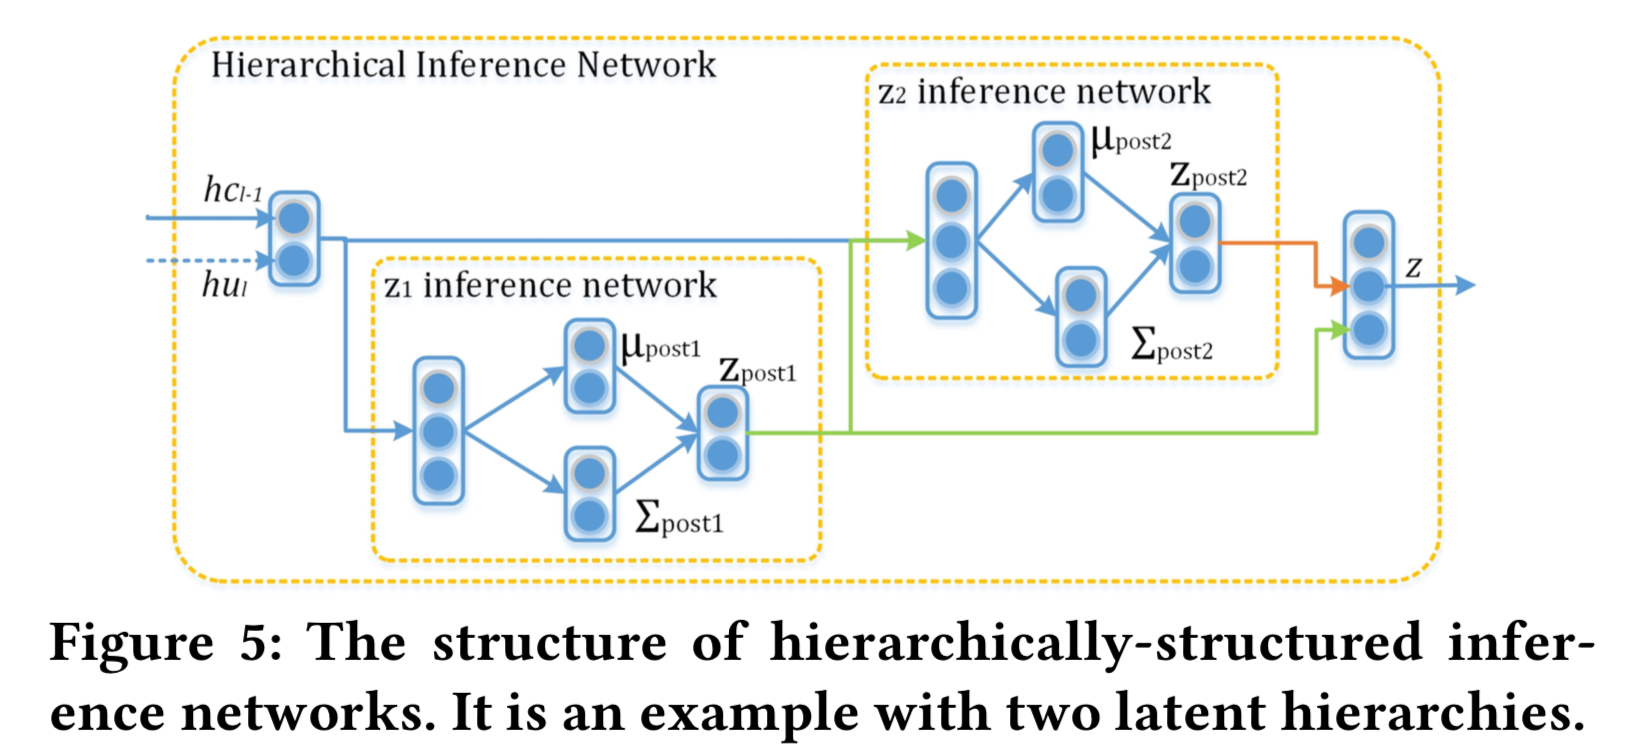 Hierarchical Inference Network
z2 inference network
μpost2
zpost2
hcl-1
hul
z1 inference network
z
μpost1
Σpost2
zpost1
Σpost1
Figure 5: The structure of hierarchically-structured infer-
ence networks. It is an example with two latent hierarchies.